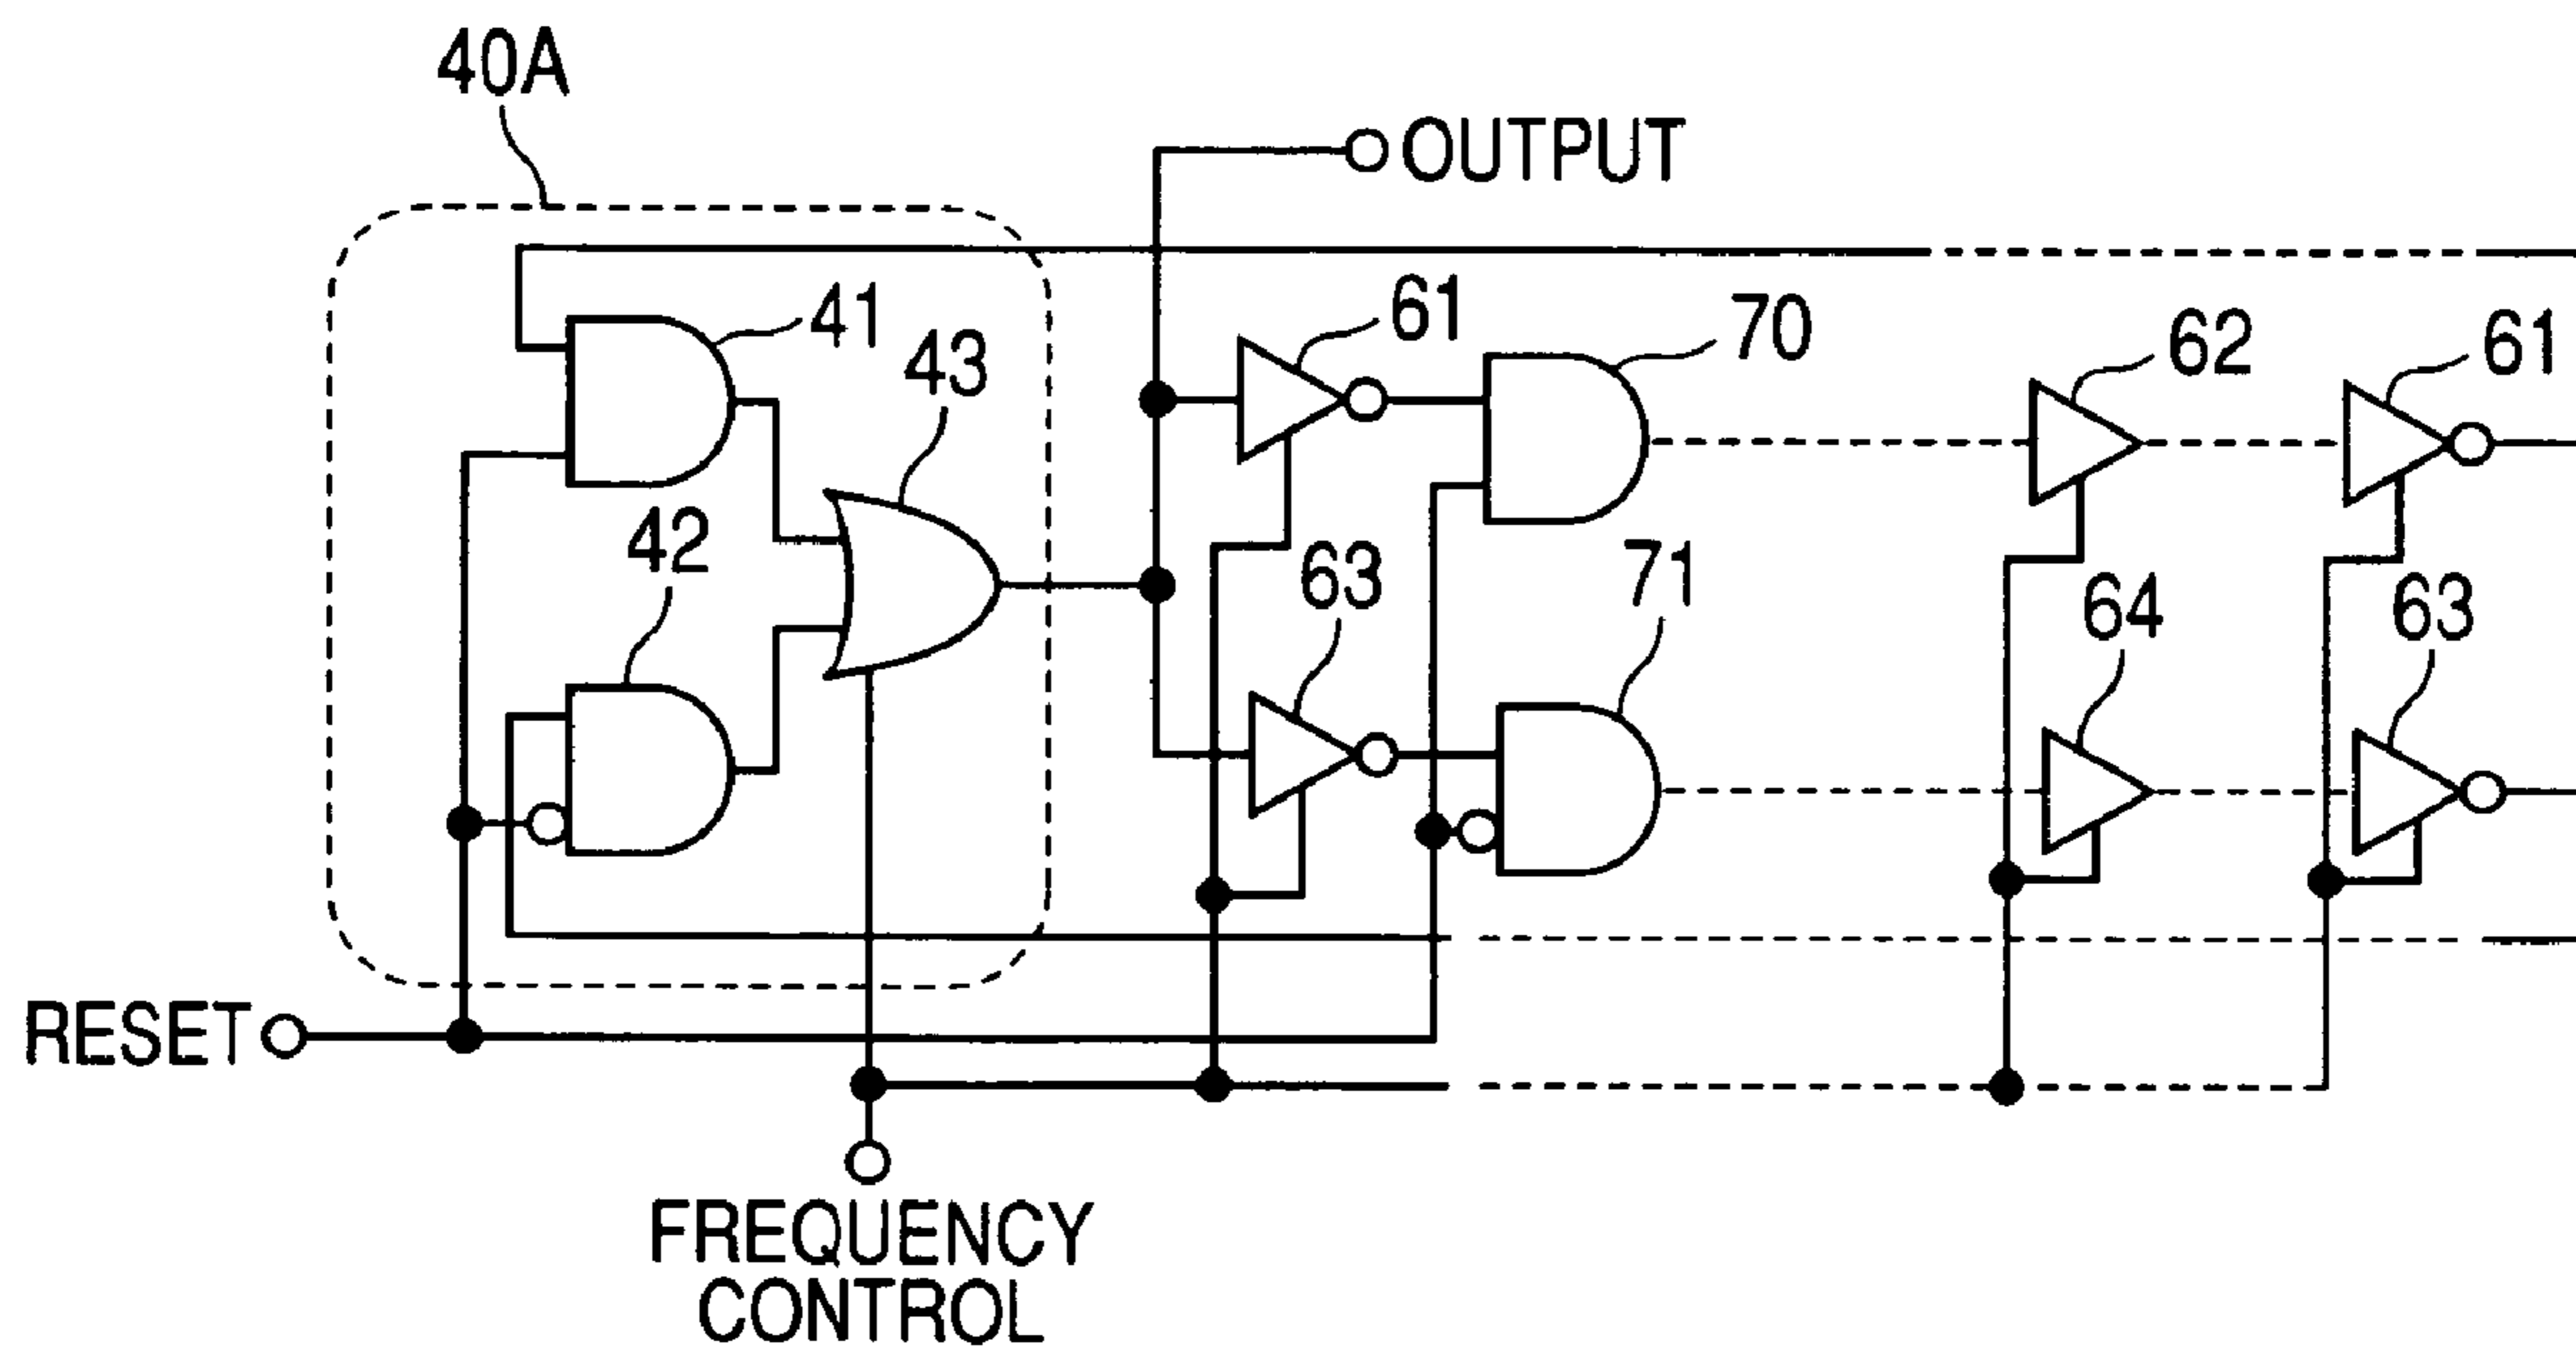 40A
OUTPUT
41
43
61
70
62
61
42
63
71
64
63
RESET
FREQUENCY
CONTROL